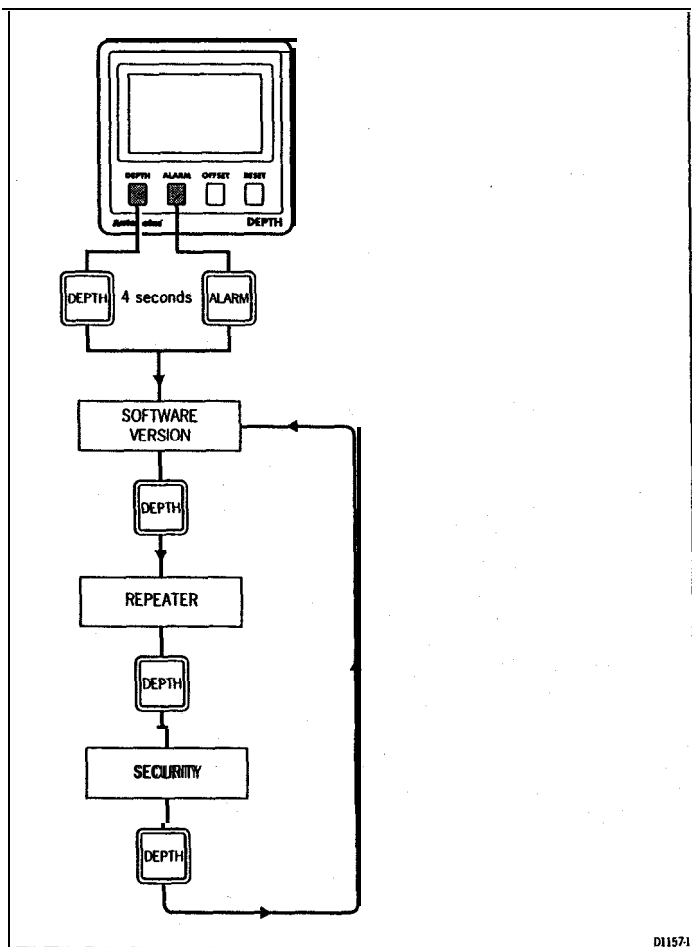 DEPTH ALARM OFFSET RESET
DEPTH
DEPTH 4 seconds ALARM
SOFTWARE
VERSION
DEPTH
REPEATER
DEPTH
SECURITY
DEPTH
D1157-1